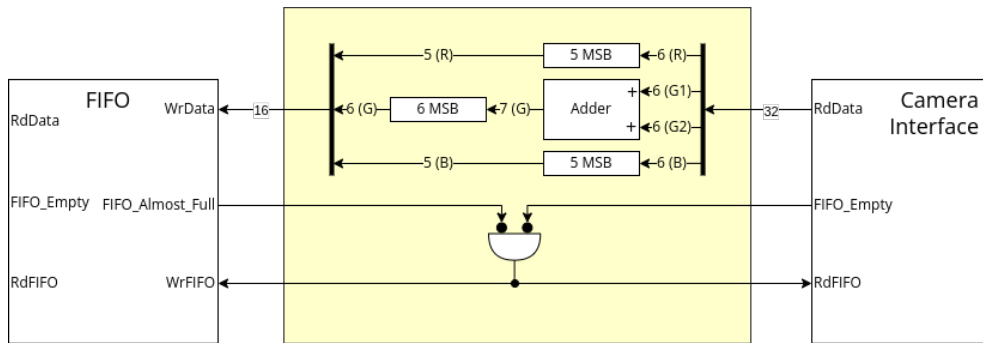 5 (R)
5 MSB
6 (R)
FIFO
RdData
WrData
16
6 (G)
6 MSB
7 (G)
Adder
+
+
6 (G1)
6 (G2)
32
RdData
Camera
Interface
5 (B)
5 MSB
6 (B)
FIFO_Empty
FIFO_Almost_Full
FIFO_Empty
RdFIFO
WrFIFO
RdFIFO